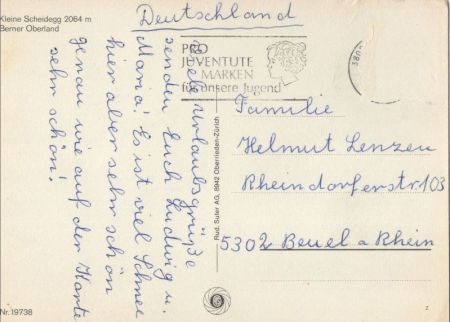 Kleine Scheidegg 2064 m
Berner Oberland
Deutschland
PRO
JUVENTUTE
MARKEN
für unsere Jugend
Urlaubsgrüße
senden Euch Ludwig u.
Maria! Es ist viel Schnee
hier aber sehr schön
genau wie auf der Karte
sehr schön!
Rud. Suter AG, 8942 Oberrieden-Zürich
Familie
Helmut Lenzen
Rheindorferstr 103
5302 Beuel a Rhein
Nr. 19738